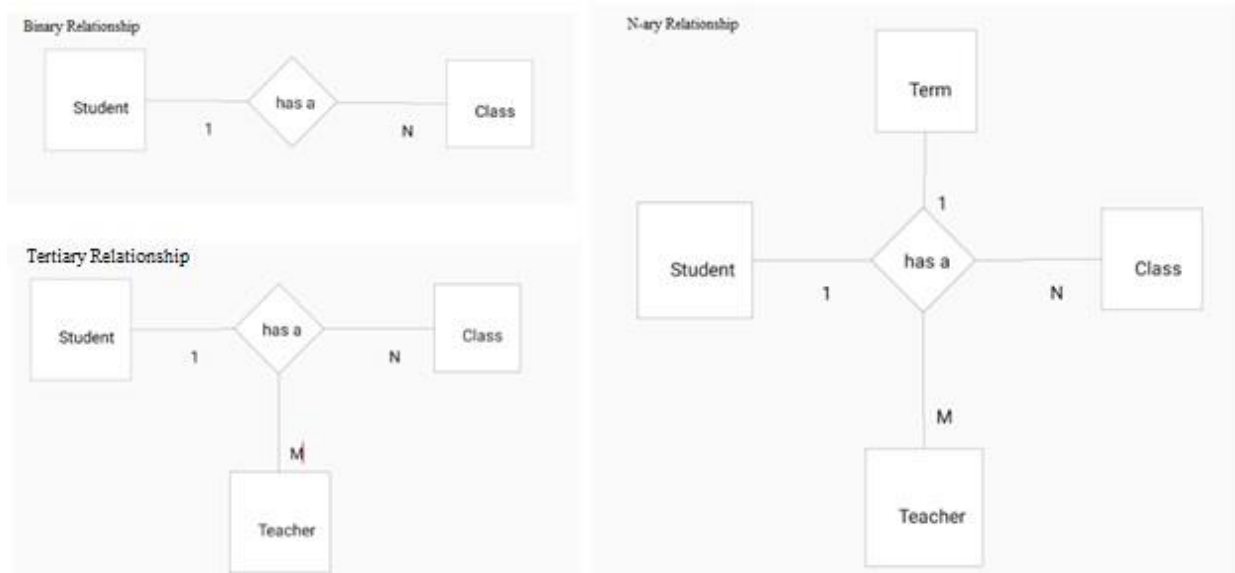 Binary Relationship
Student
has a
Class
1
N
Tertiary Relationship
Student
has a
Class
1
N
M
Teacher
N-ary Relationship
Term
1
Student
has a
Class
1
N
M
Teacher